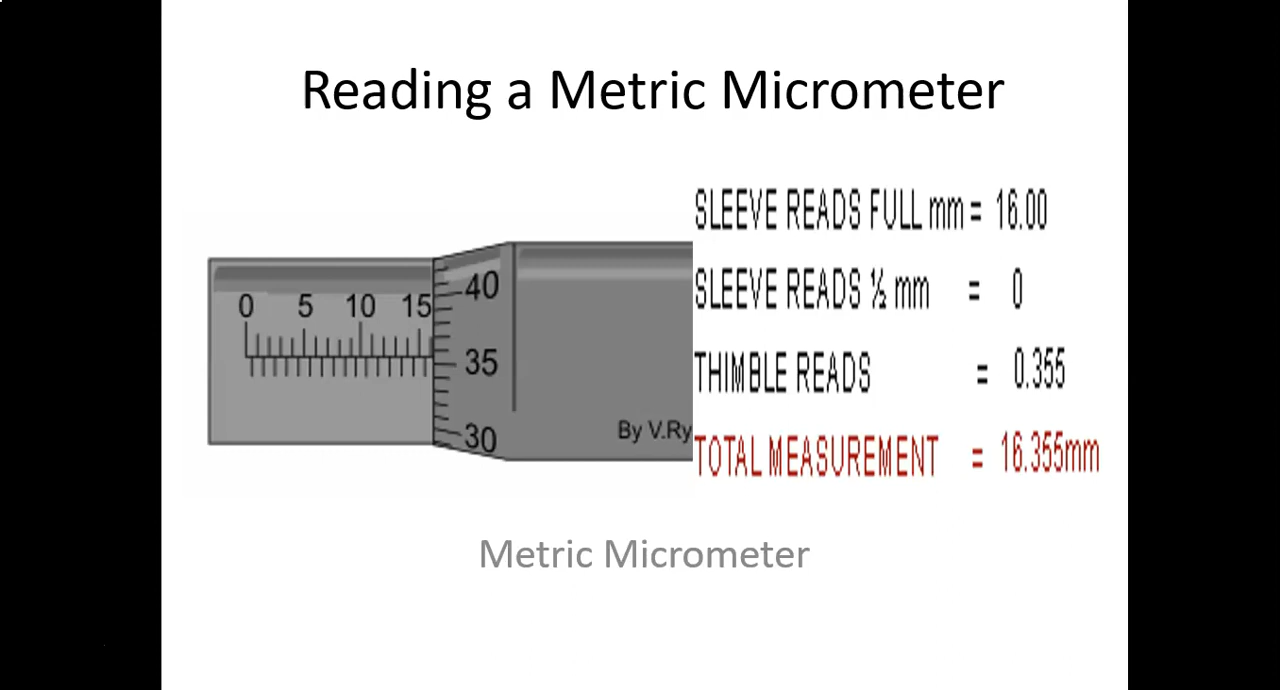 Reading a Metric Micrometer
0 5 10 15
40
35
30
By V.Ry
SLEEVE READS FULL mm = 16.00
SLEEVE READS ½ mm = 0
THIMBLE READS = 0.355
TOTAL MEASUREMENT = 16.355mm
Metric Micrometer